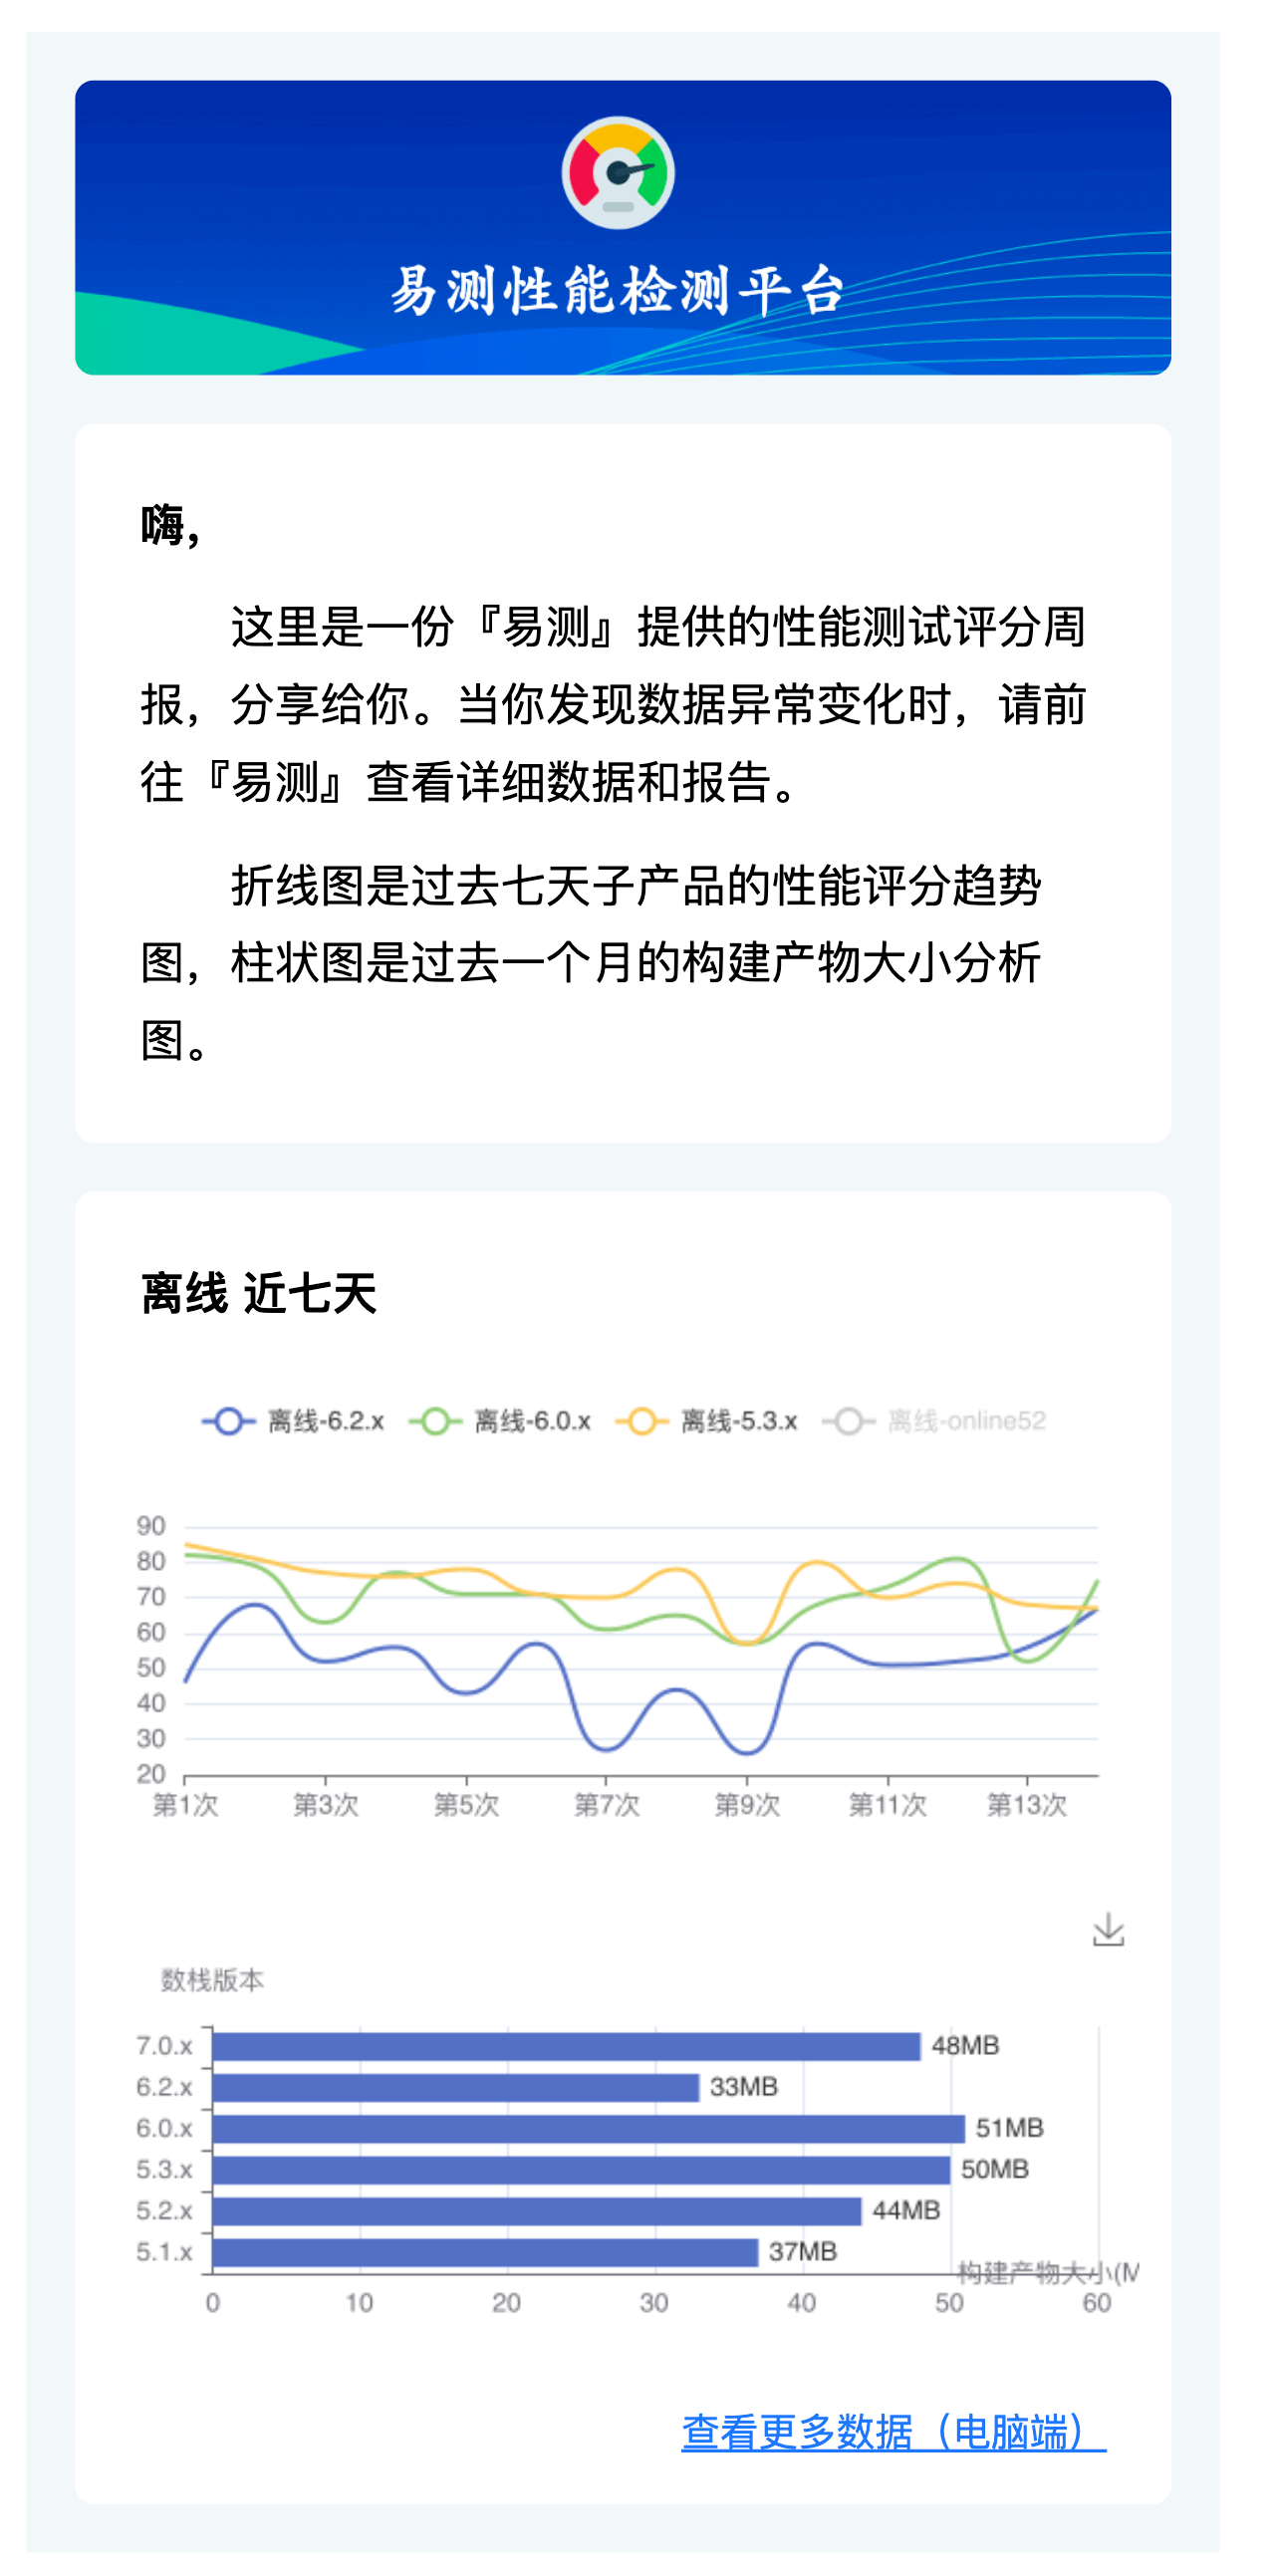 易测性能检测平台
嗨，
这里是一份『易测』提供的性能测试评分周
报，分享给你。当你发现数据异常变化时，请前
往『易测』查看详细数据和报告。
折线图是过去七天子产品的性能评分趋势
图，柱状图是过去一个月的构建产物大小分析
图。
离线 近七天
离线-6.2.x 离线-6.0.x 离线-5.3.x 离线-online52
90
80
70
60
50
40
30
20
第1次 第3次 第5次 第7次 第9次 第11次 第13次
数栈版本
7.0.x 48MB
6.2.x 33MB
6.0.x 51MB
5.3.x 50MB
5.2.x 44MB
5.1.x 37MB
构建产物大小(M
0 10 20 30 40 50 60
查看更多数据（电脑端）